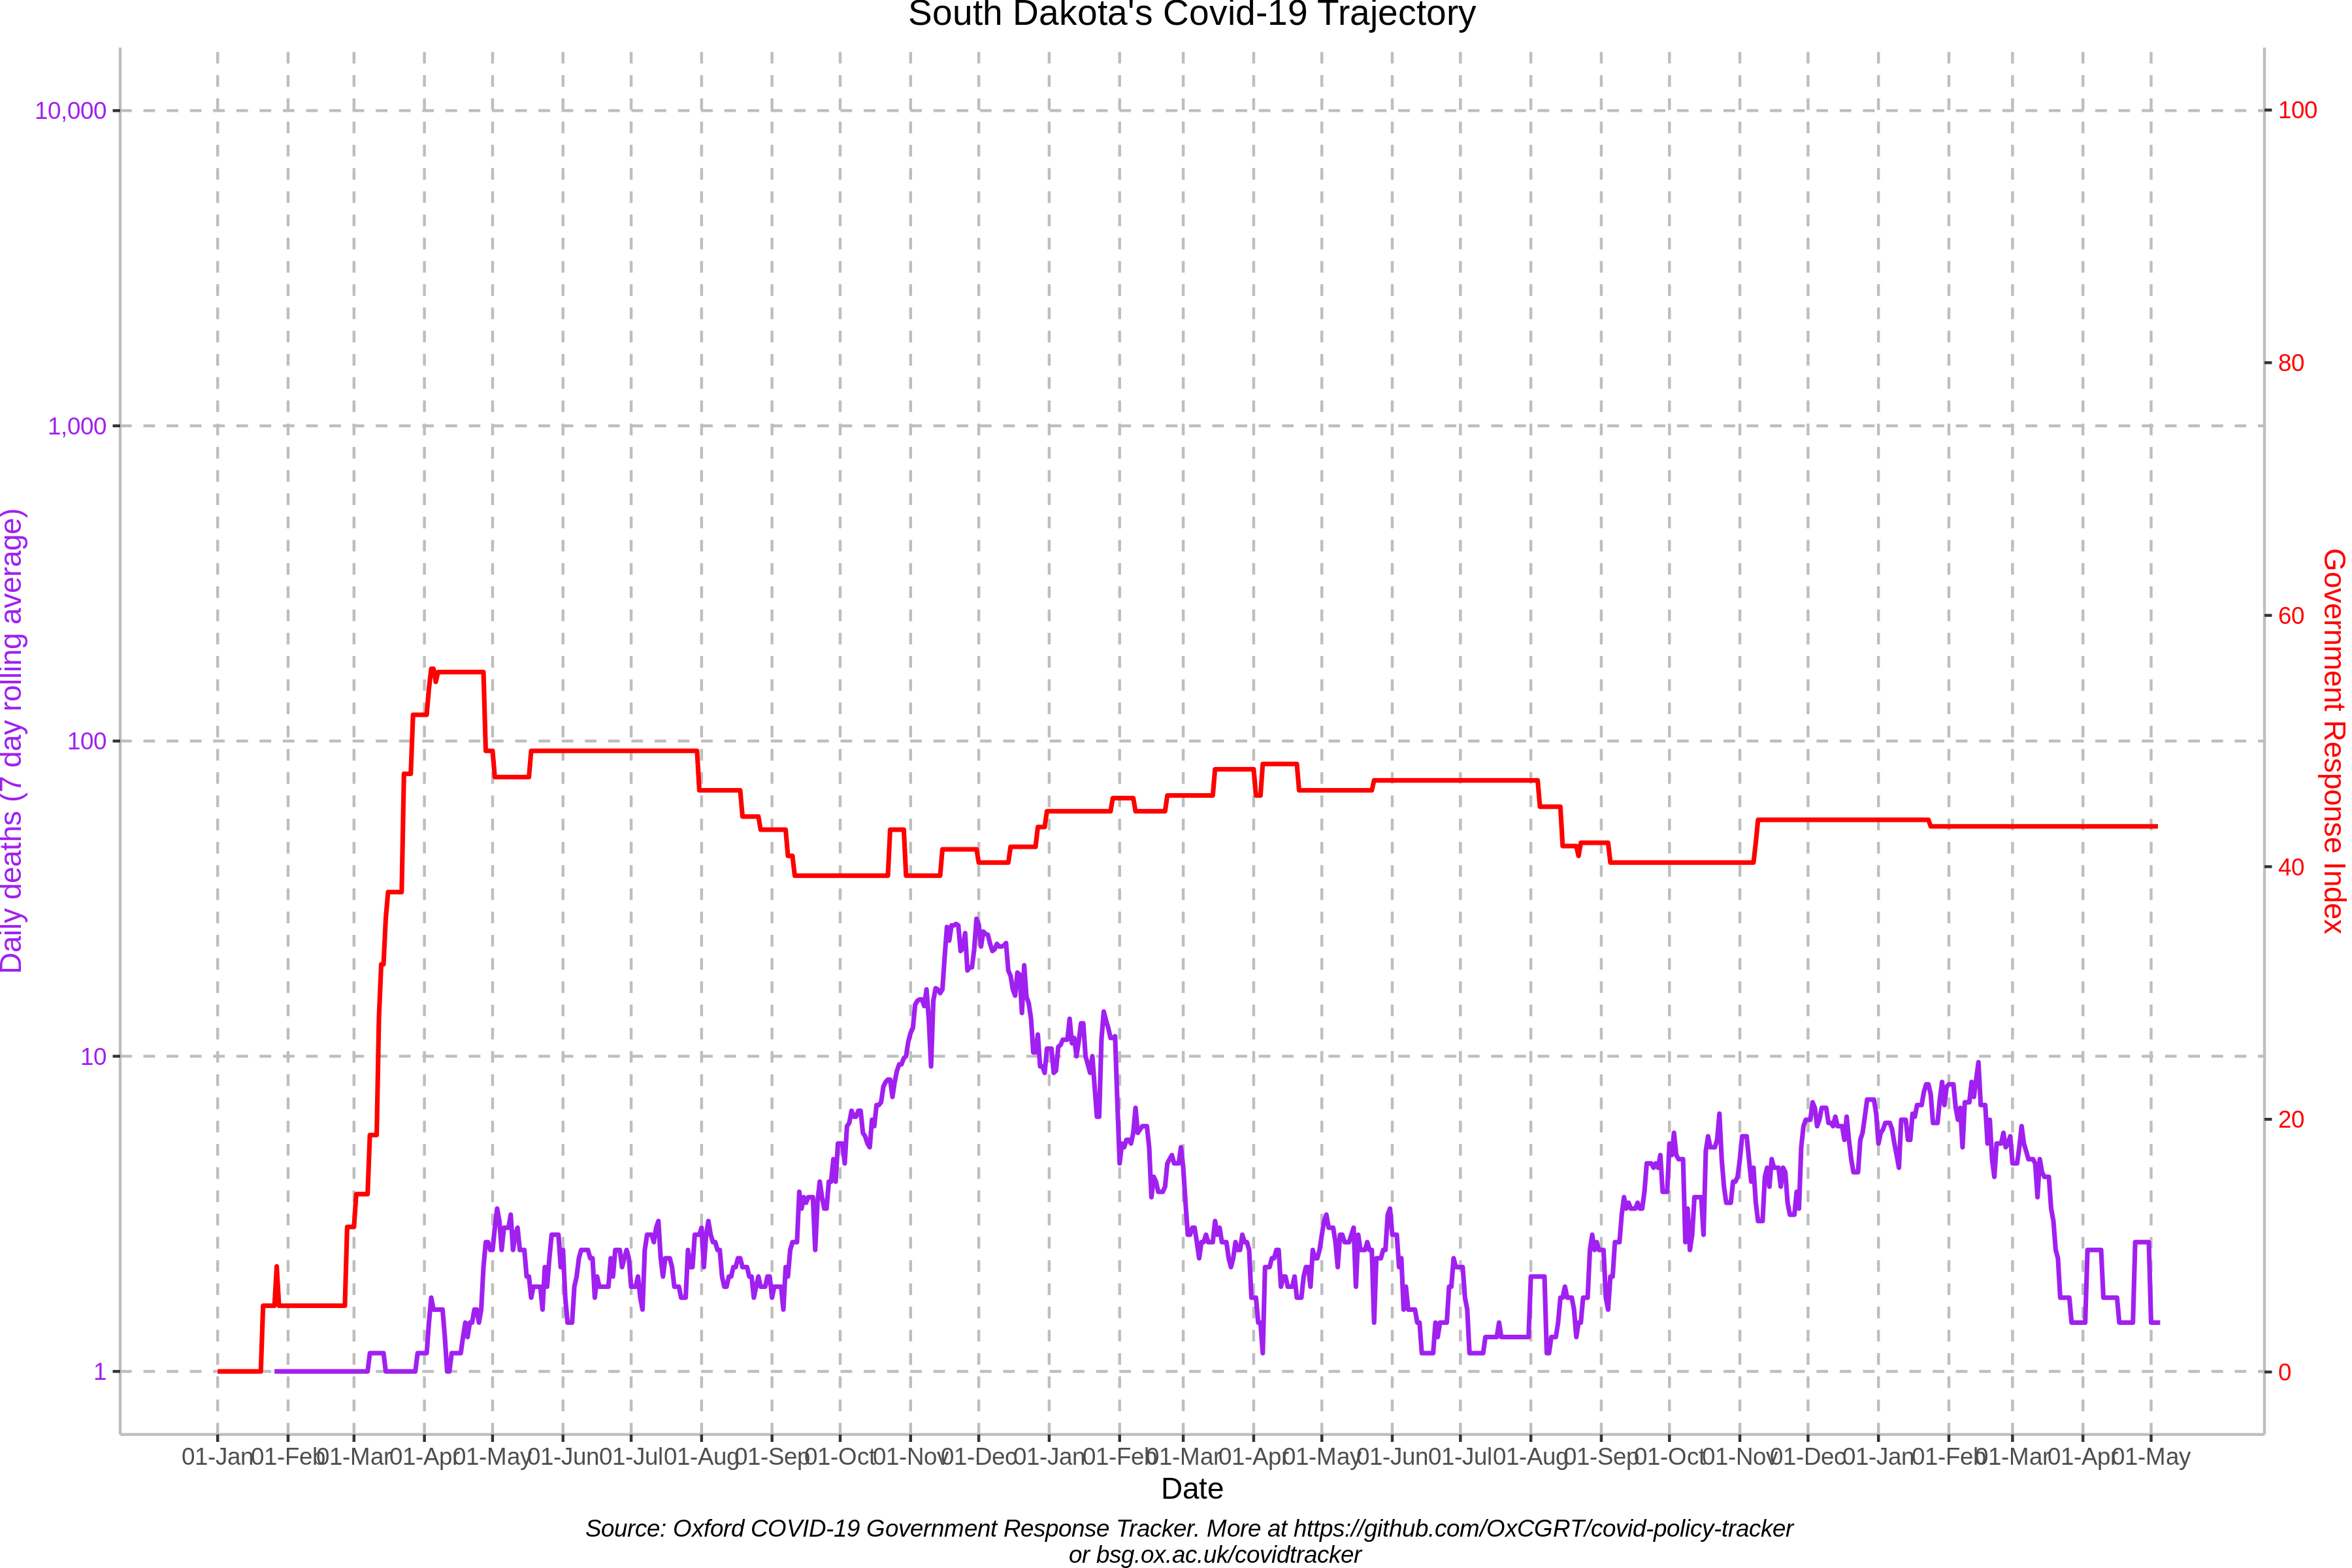 South Dakota's Covid-19 Trajectory
10,000
1,000
100
10
1
Daily deaths (7 day rolling average)
100
80
60
40
20
0
Government Response Index
01-Jan 01-Feb 01-Mar 01-Apr 01-May 01-Jun 01-Jul 01-Aug 01-Sep 01-Oct 01-Nov 01-Dec 01-Jan 01-Feb 01-Mar 01-Apr 01-May 01-Jun 01-Jul 01-Aug 01-Sep 01-Oct 01-Nov 01-Dec 01-Jan 01-Feb 01-Mar 01-Apr 01-May
Date
Source: Oxford COVID-19 Government Response Tracker. More at https://github.com/OxCGRT/covid-policy-tracker
or bsg.ox.ac.uk/covidtracker